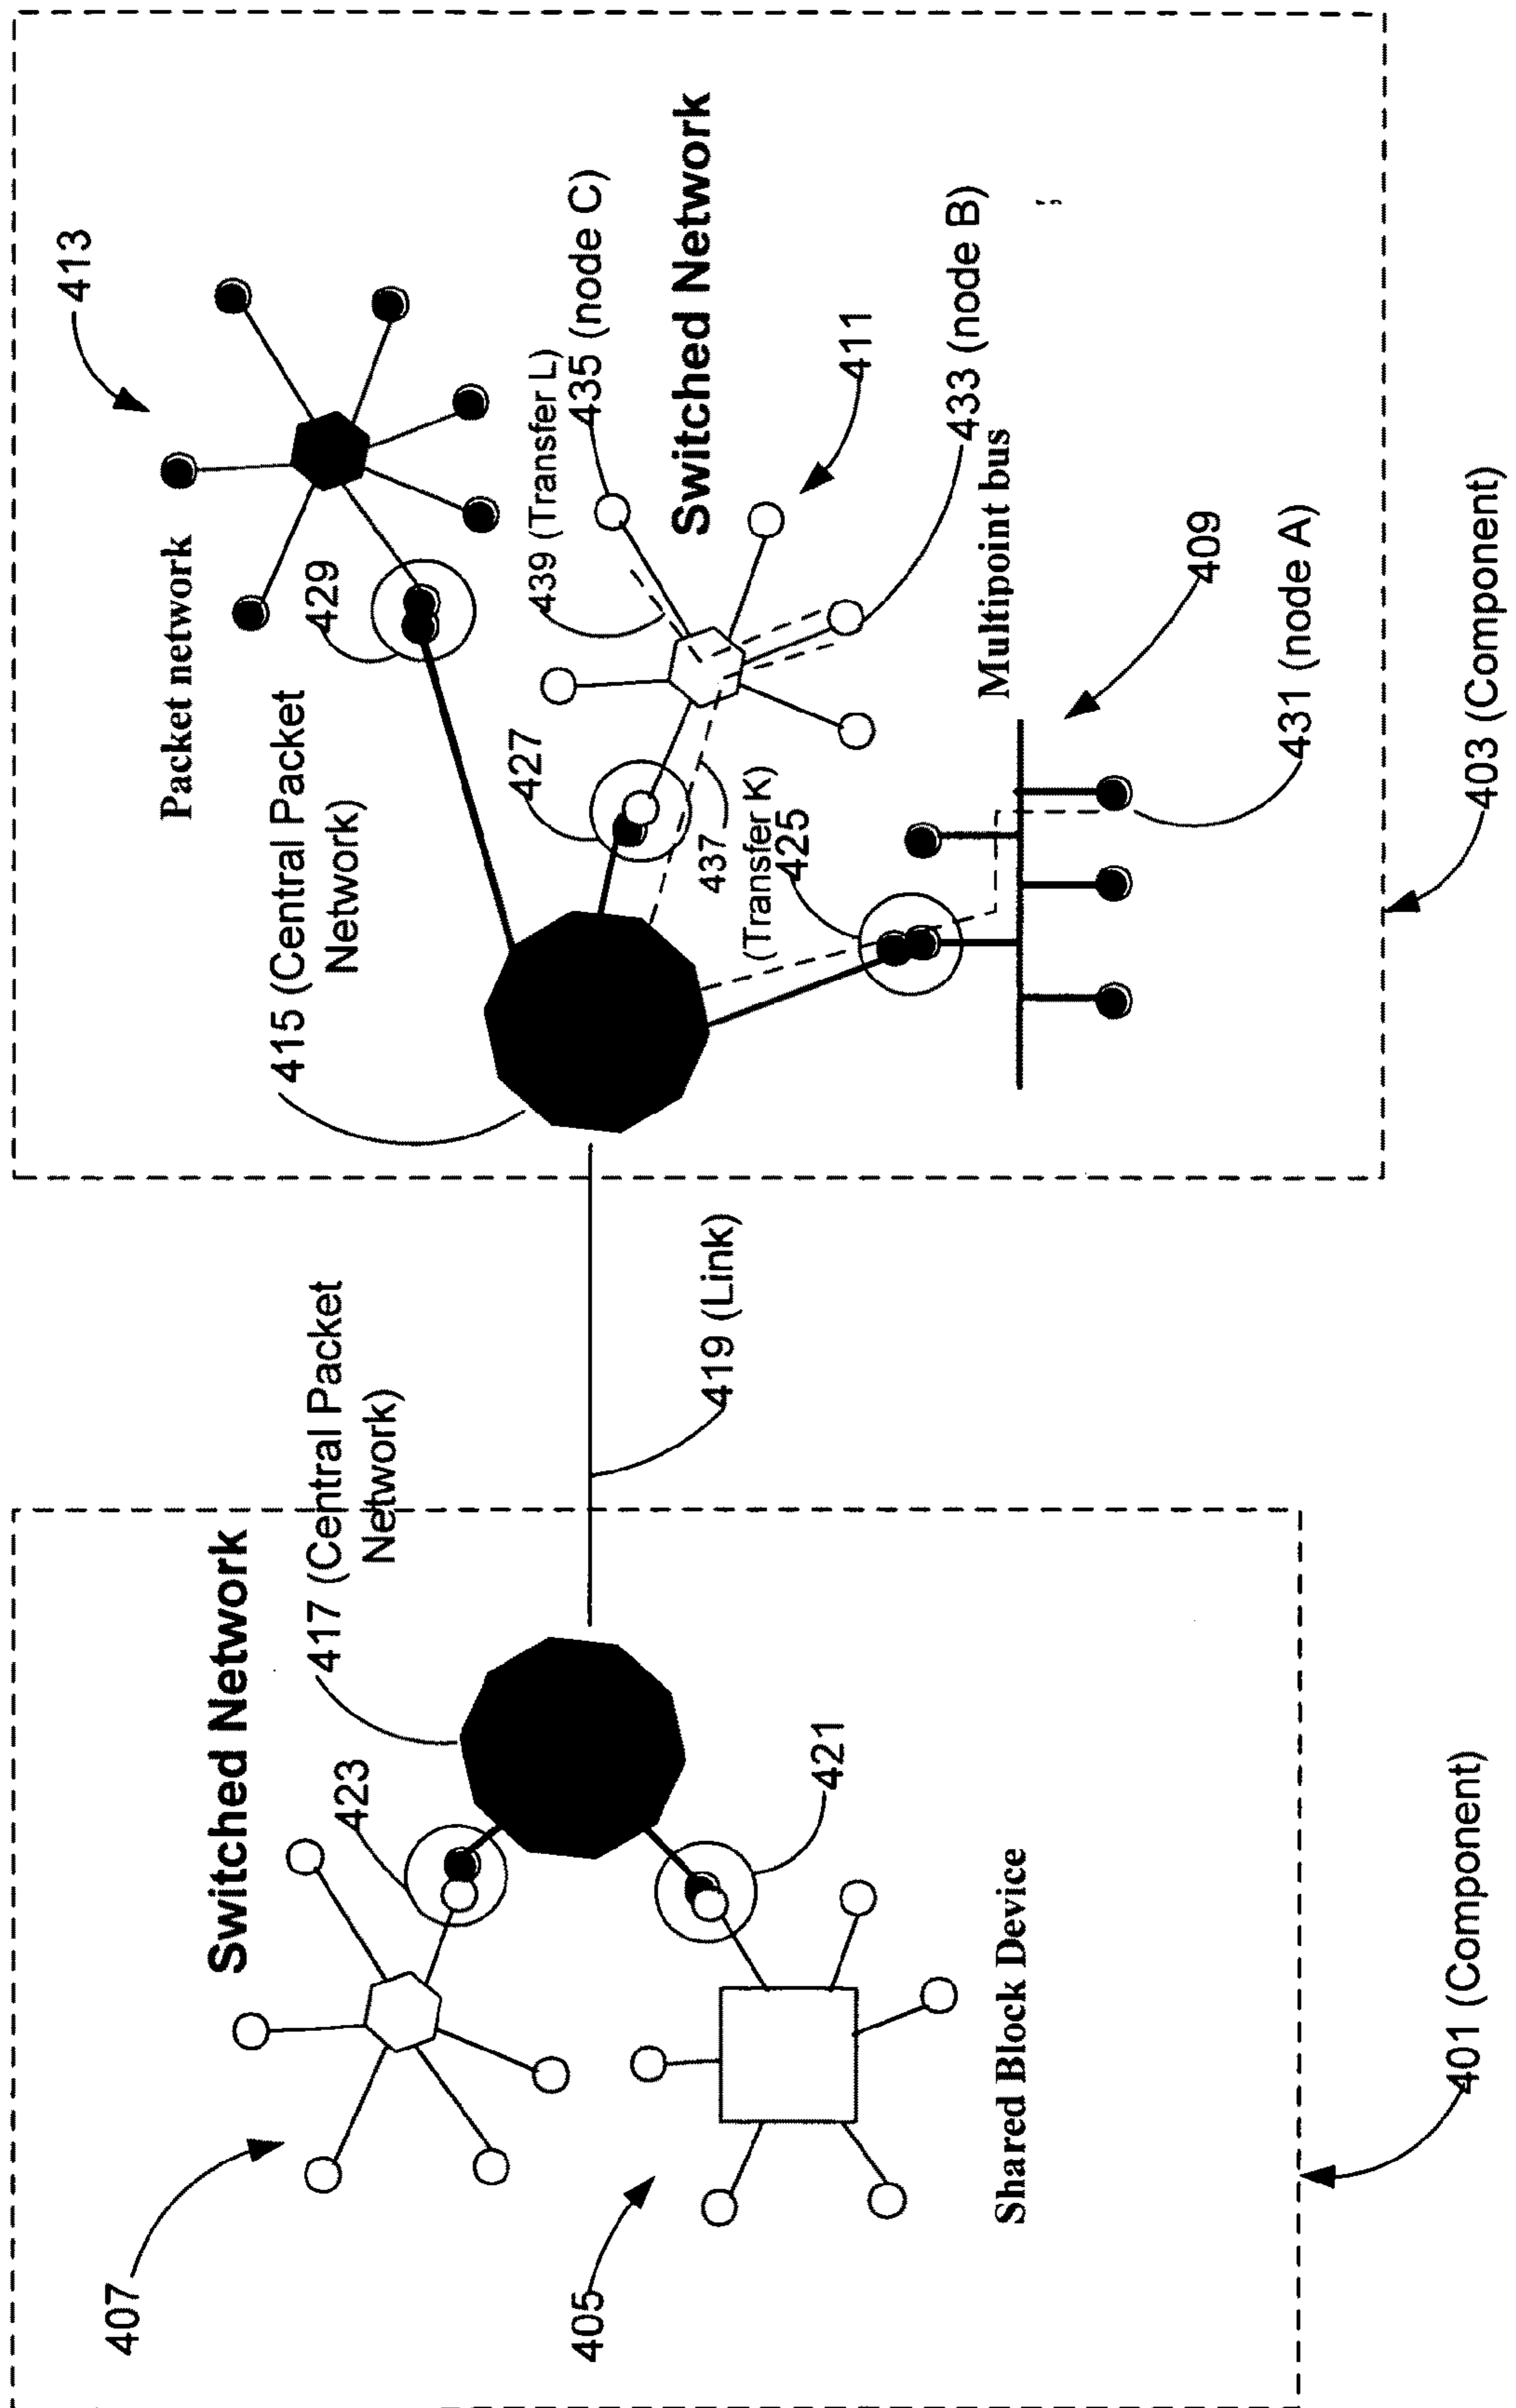 407
Switched Network
423
417 (Central Packet
Network)
405
421
Shared Block Device
401 (Component)
419 (Link)
413
Packet network
429
415 (Central Packet
Network)
439 (Transfer L)
435 (node C)
427
Switched Network
411
437
(Transfer K)
425
433 (node B)
Multipoint bus
409
431 (node A)
403 (Component)